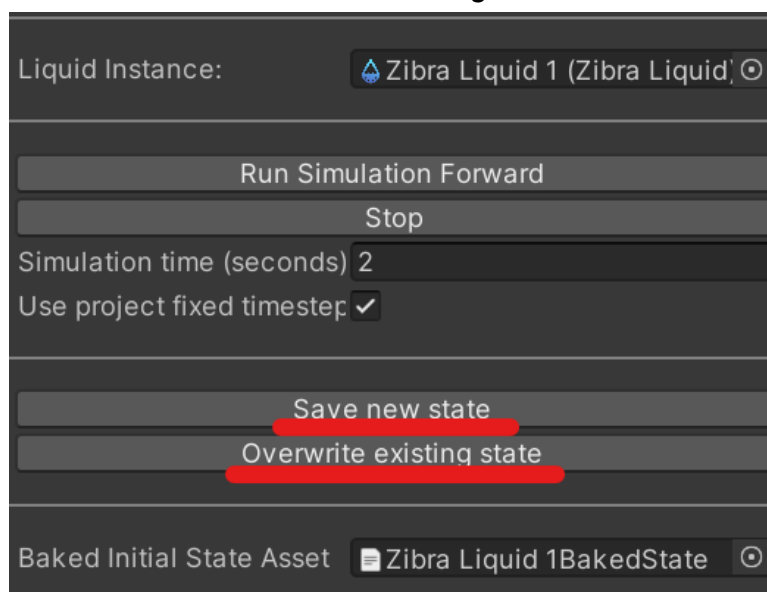 Liquid Instance: Zibra Liquid 1 (Zibra Liquid)
Run Simulation Forward
Stop
Simulation time (seconds) 2
Use project fixed timestep
Save new state
Overwrite existing state
Baked Initial State Asset Zibra Liquid 1BakedState